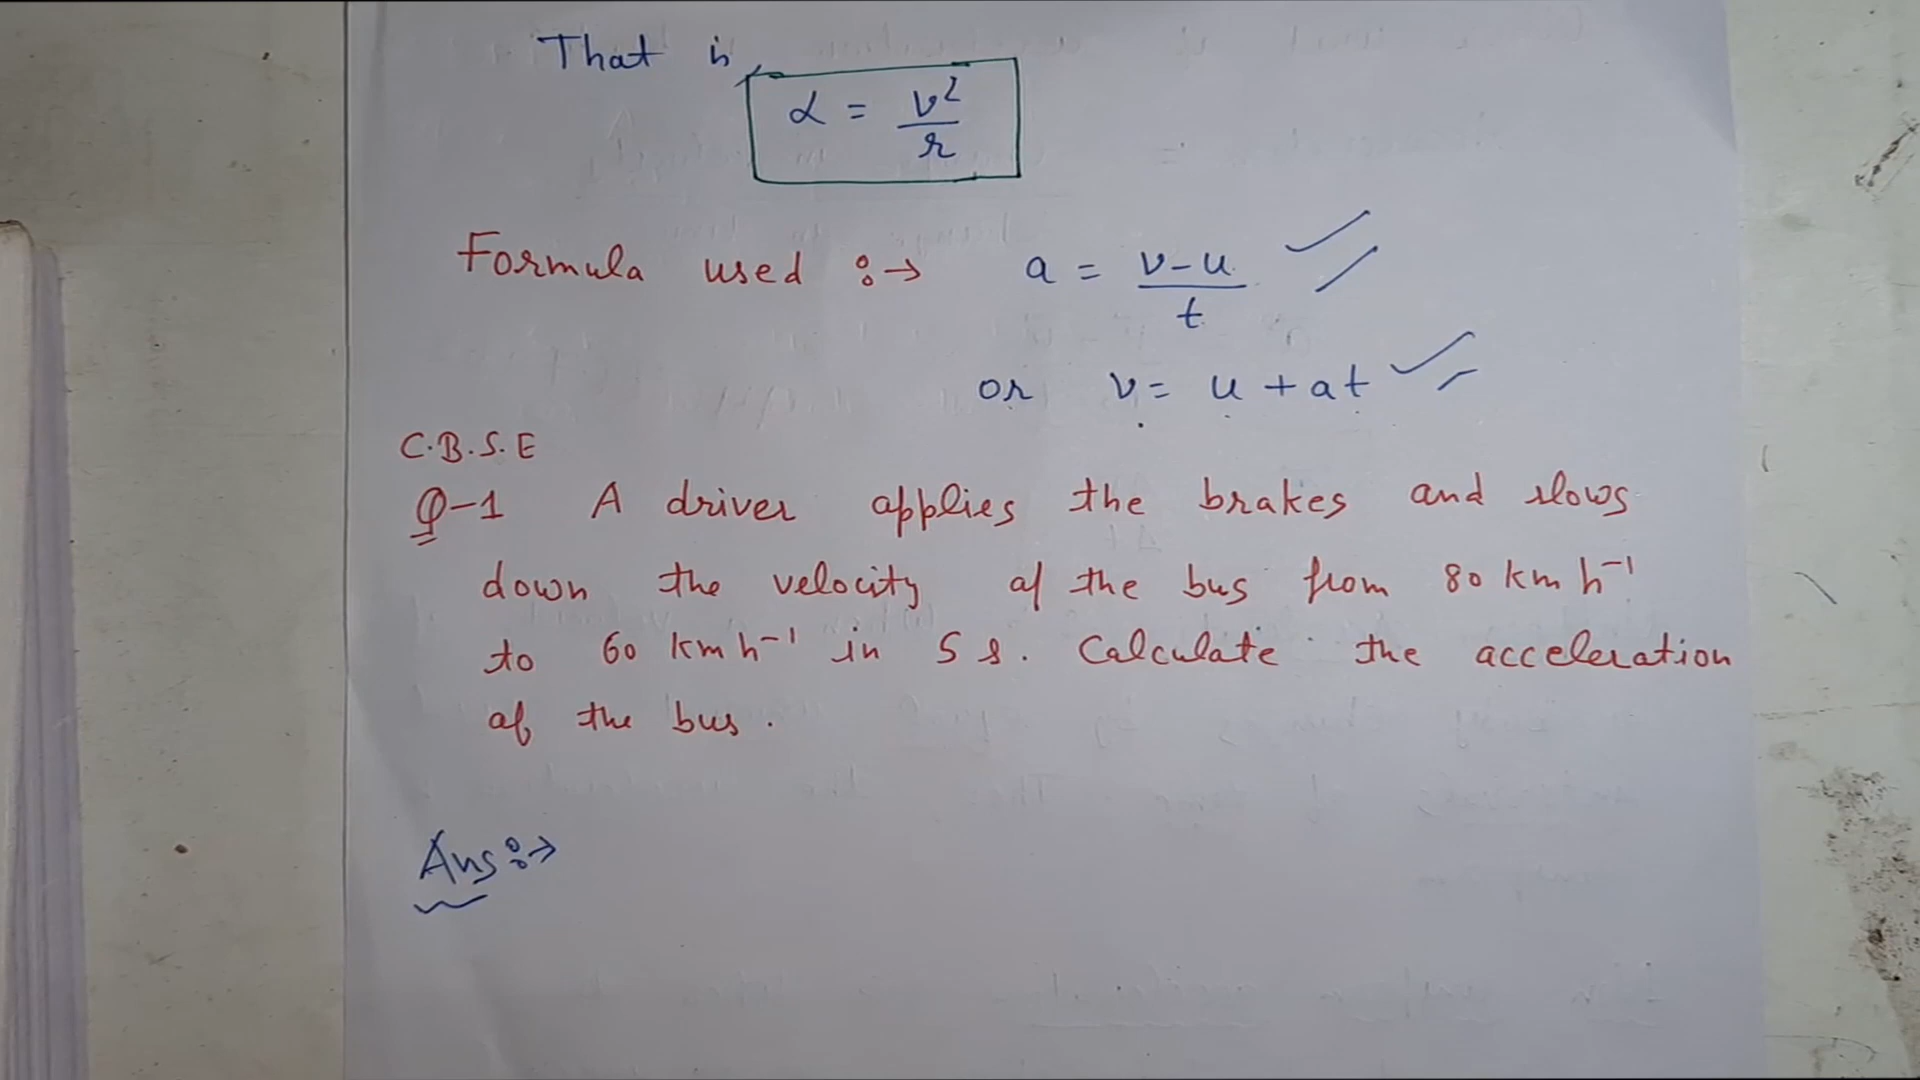 That is
α = v²/r
Formula used :→ a = v-u/t
or v = u + at
C.B.S.E
Q-1 A driver applies the brakes and slows
down the velocity of the bus from 80 km h⁻¹
to 60 km h⁻¹ in 5 s. Calculate the acceleration
of the bus.
Ans:→